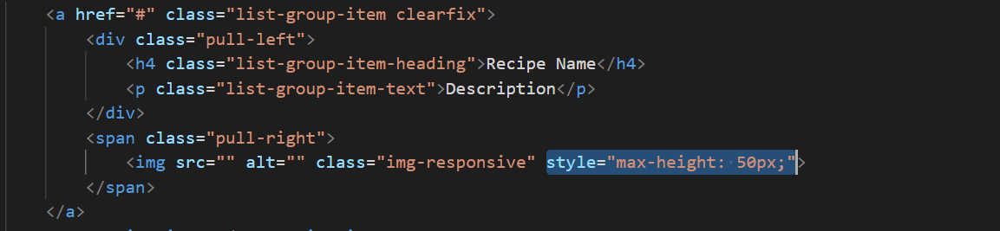 <a href="#" class="list-group-item clearfix">
<div class="pull-left">
<h4 class="list-group-item-heading">Recipe Name</h4>
<p class="list-group-item-text">Description</p>
</div>
<span class="pull-right">
<img src="" alt="" class="img-responsive" style="max-height: 50px;">
</span>
</a>